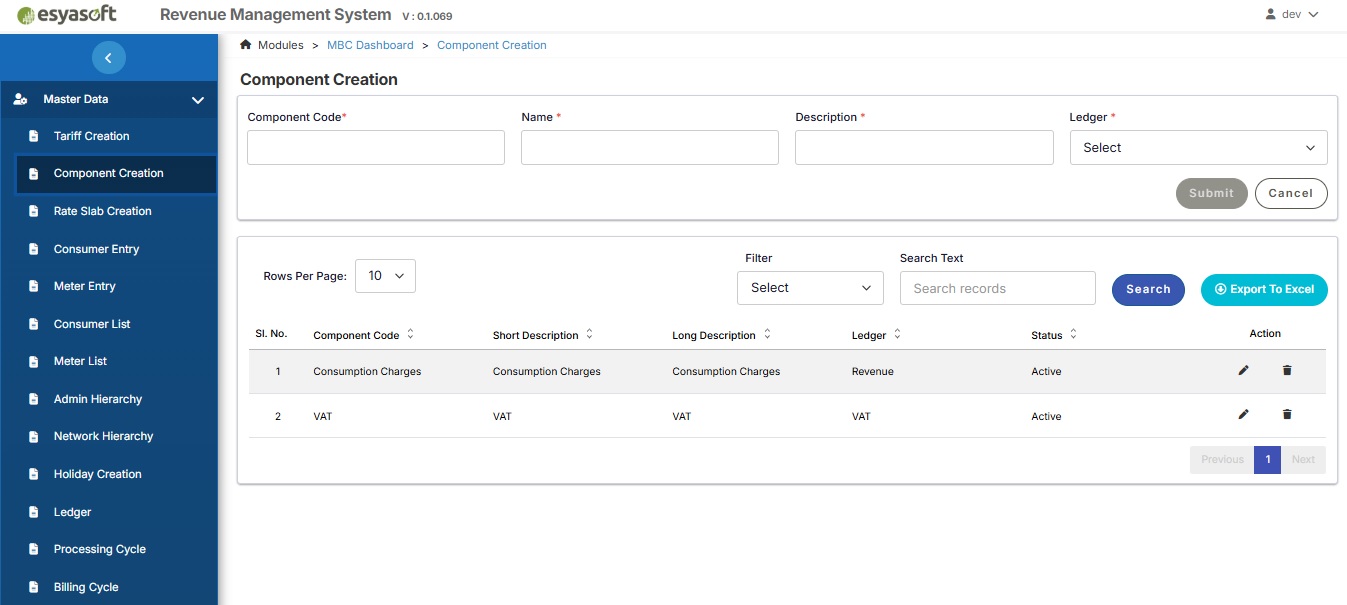 esyasoft Revenue Management System V : 0.1.069 dev
Modules > MBC Dashboard > Component Creation
Component Creation
Master Data
Tariff Creation
Component Creation
Rate Slab Creation
Consumer Entry
Meter Entry
Consumer List
Meter List
Admin Hierarchy
Network Hierarchy
Holiday Creation
Ledger
Processing Cycle
Billing Cycle
Component Code* Name * Description * Ledger *
Select
Submit Cancel
Filter Search Text
Rows Per Page: 10 Select Search records Search Export To Excel
Sl. No. Component Code Short Description Long Description Ledger Status Action
1 Consumption Charges Consumption Charges Consumption Charges Revenue Active
2 VAT VAT VAT VAT Active
Previous 1 Next